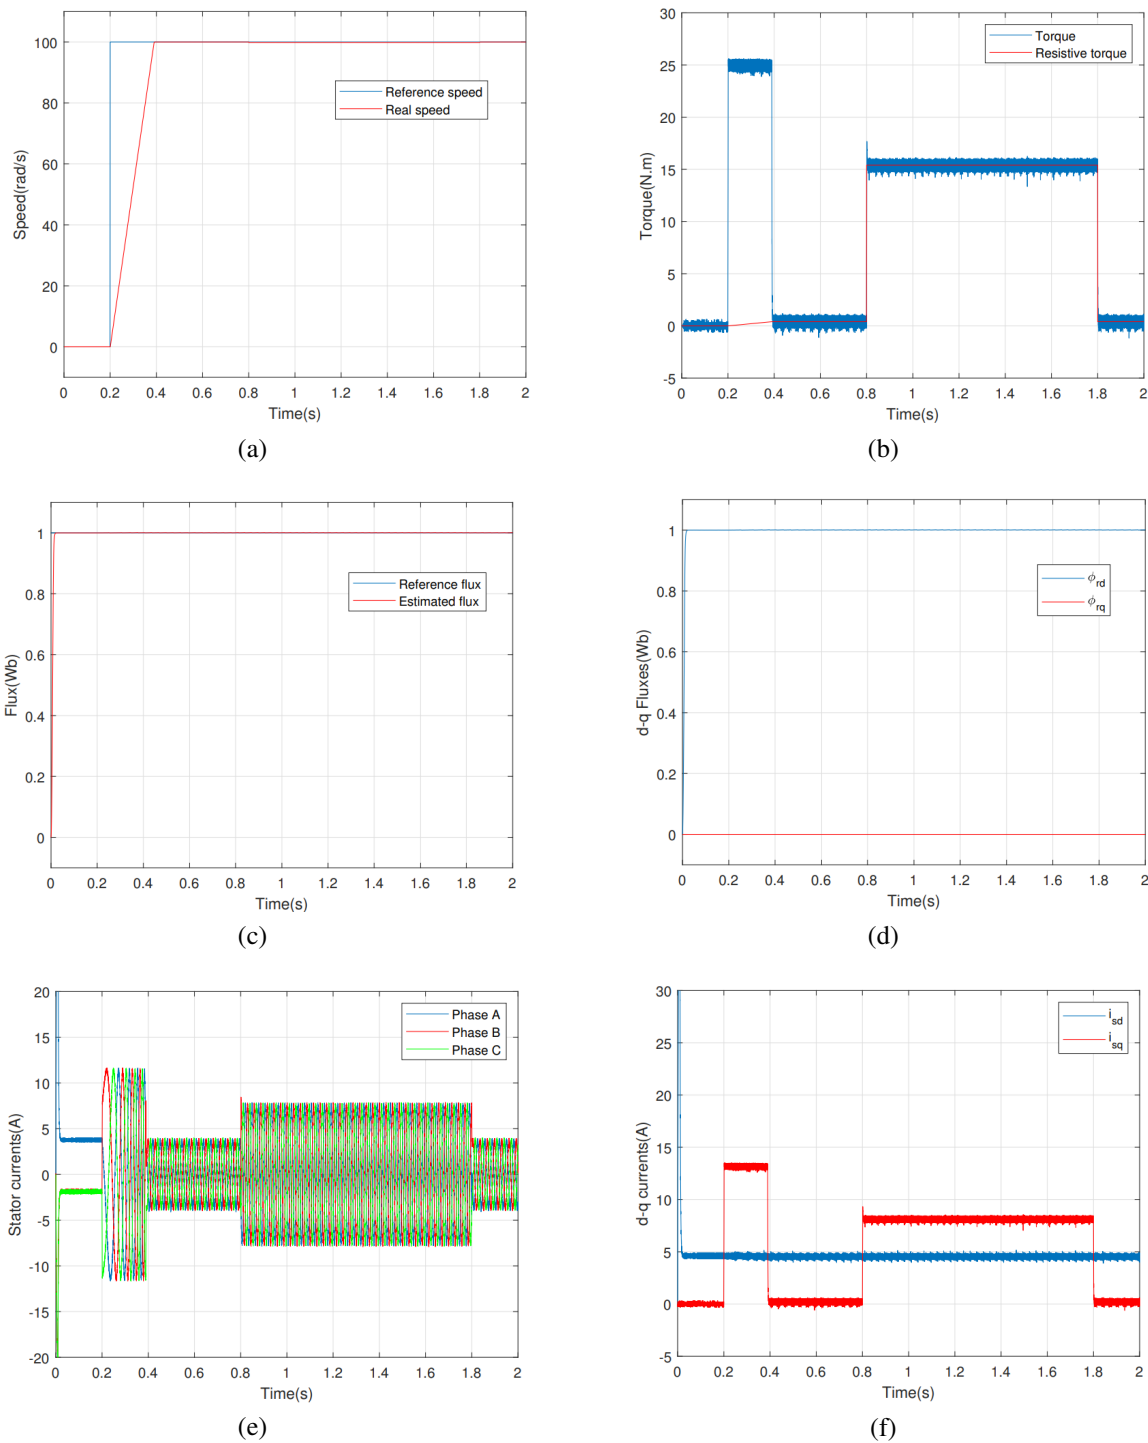 100
80
60
40
20
0
Speed(rad/s)
Reference speed
Real speed
0 0.2 0.4 0.6 0.8 1 1.2 1.4 1.6 1.8 2
Time(s)
(a)
30
25
20
15
10
5
0
-5
Torque(N.m)
Torque
Resistive torque
0 0.2 0.4 0.6 0.8 1 1.2 1.4 1.6 1.8 2
Time(s)
(b)
1
0.8
0.6
0.4
0.2
0
Flux(Wb)
Reference flux
Estimated flux
0 0.2 0.4 0.6 0.8 1 1.2 1.4 1.6 1.8 2
Time(s)
(c)
1
0.8
0.6
0.4
0.2
0
d-q Fluxes(Wb)
ϕrd
ϕrq
0 0.2 0.4 0.6 0.8 1 1.2 1.4 1.6 1.8 2
Time(s)
(d)
20
15
10
5
0
-5
-10
-15
-20
Stator currents(A)
Phase A
Phase B
Phase C
0 0.2 0.4 0.6 0.8 1 1.2 1.4 1.6 1.8 2
Time(s)
(e)
30
25
20
15
10
5
0
-5
d-q currents(A)
isd
isq
0 0.2 0.4 0.6 0.8 1 1.2 1.4 1.6 1.8 2
Time(s)
(f)